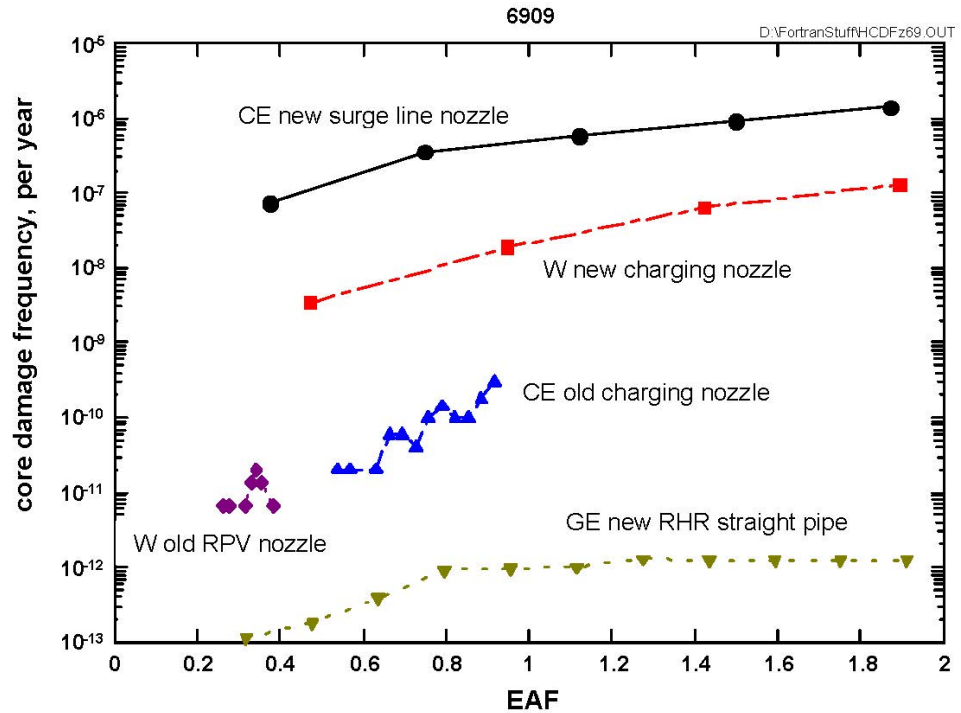 6909
D:\FortranStuff\HCDFz69.OUT
core damage frequency, per year
10-5
10-6
10-7
10-8
10-9
10-10
10-11
10-12
10-13
CE new surge line nozzle
W new charging nozzle
CE old charging nozzle
GE new RHR straight pipe
W old RPV nozzle
0 0.2 0.4 0.6 0.8 1 1.2 1.4 1.6 1.8 2
EAF